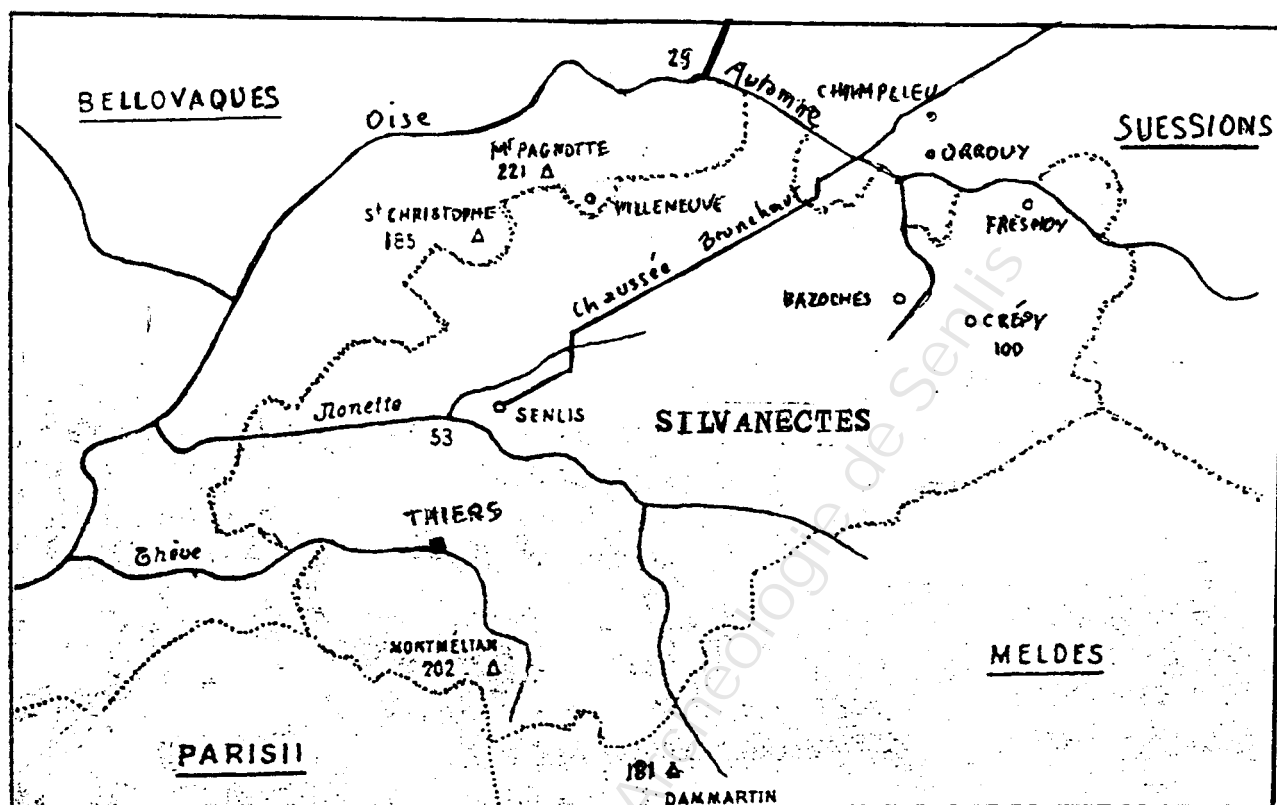 29
BELLOVAQUES
Oise
Automne
CHAMPLIEU
SUESSIONS
ORROUY
Mt PAGNOTTE
221
VILLENEUVE
St CHRISTOPHE
185
FRESNOY
Chaussée Brunehaut
BAZOCHES
CRÉPY
100
Nonette
SENLIS
53
SILVANECTES
THIERS
Thève
MONTMÉLIAN
202
MELDES
PARISII
181
DAMMARTIN
Archéologie de Senlis